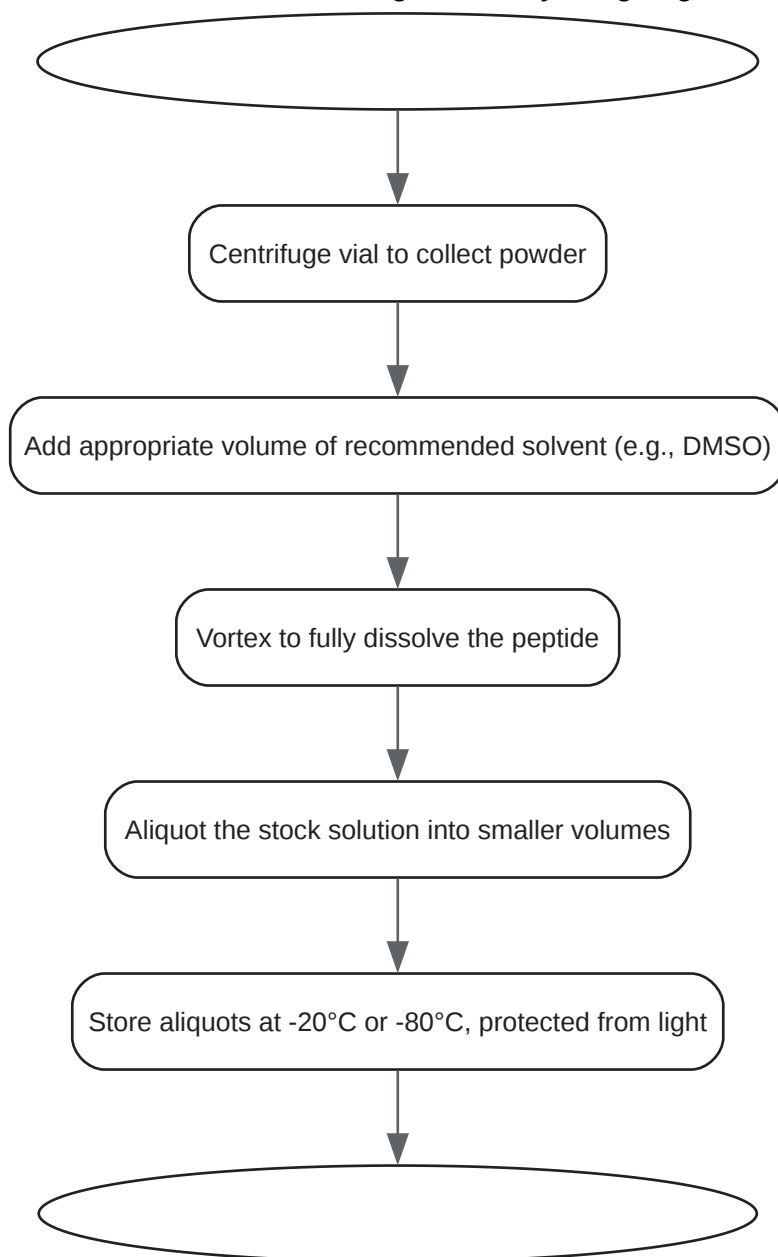 Centrifuge vial to collect powder
Add appropriate volume of recommended solvent (e.g., DMSO)
Vortex to fully dissolve the peptide
Aliquot the stock solution into smaller volumes
Store aliquots at -20°C or -80°C, protected from light